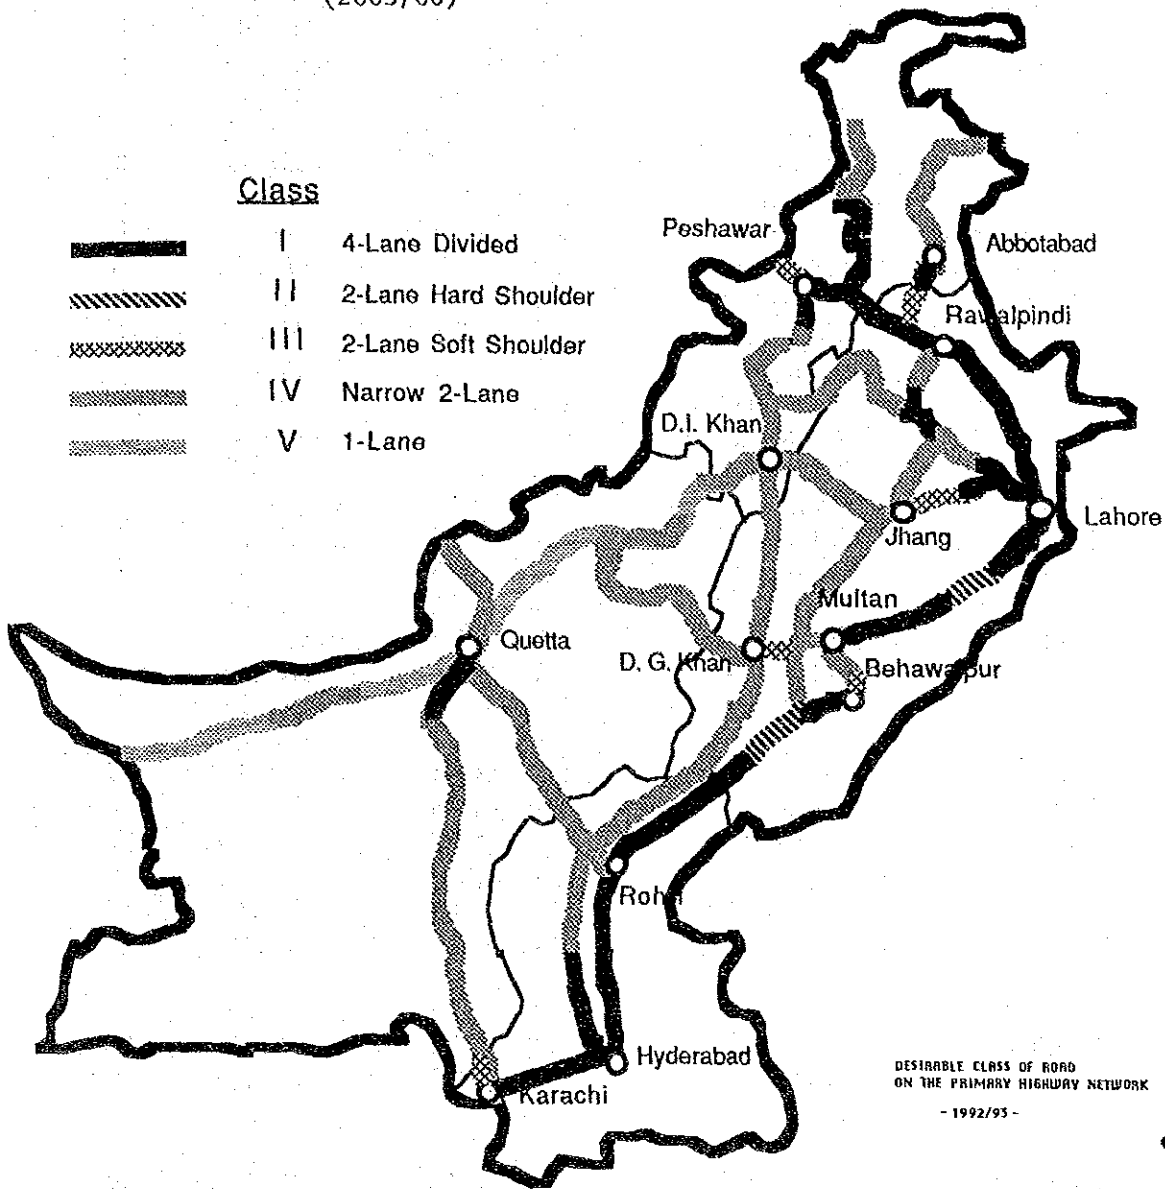 Class
I 4-Lane Divided
II 2-Lane Hard Shoulder
III 2-Lane Soft Shoulder
IV Narrow 2-Lane
V 1-Lane
Peshawar
Abbotabad
Rawalpindi
D.I. Khan
Lahore
Jhang
Multan
Quetta
D. G. Khan
Behawalpur
Rohri
Hyderabad
Karachi
DESIRABLE CLASS OF ROAD
ON THE PRIMARY HIGHWAY NETWORK
- 1992/93 -